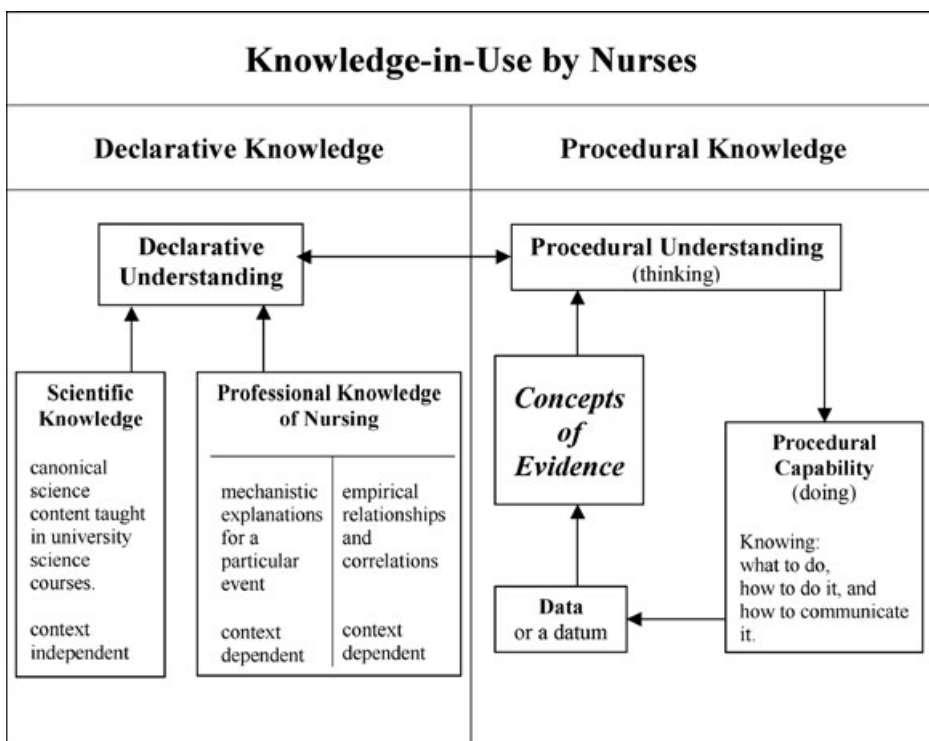 Knowledge-in-Use by Nurses
Declarative Knowledge
Procedural Knowledge
Declarative
Understanding
Procedural Understanding
(thinking)
Scientific
Knowledge
canonical
science
content taught
in university
science
courses.
context
independent
Professional Knowledge
of Nursing
mechanistic
explanations
for a
particular
event
context
dependent
empirical
relationships
and
correlations
context
dependent
Concepts
of
Evidence
Data
or a datum
Procedural
Capability
(doing)
Knowing:
what to do,
how to do it, and
how to communicate
it.